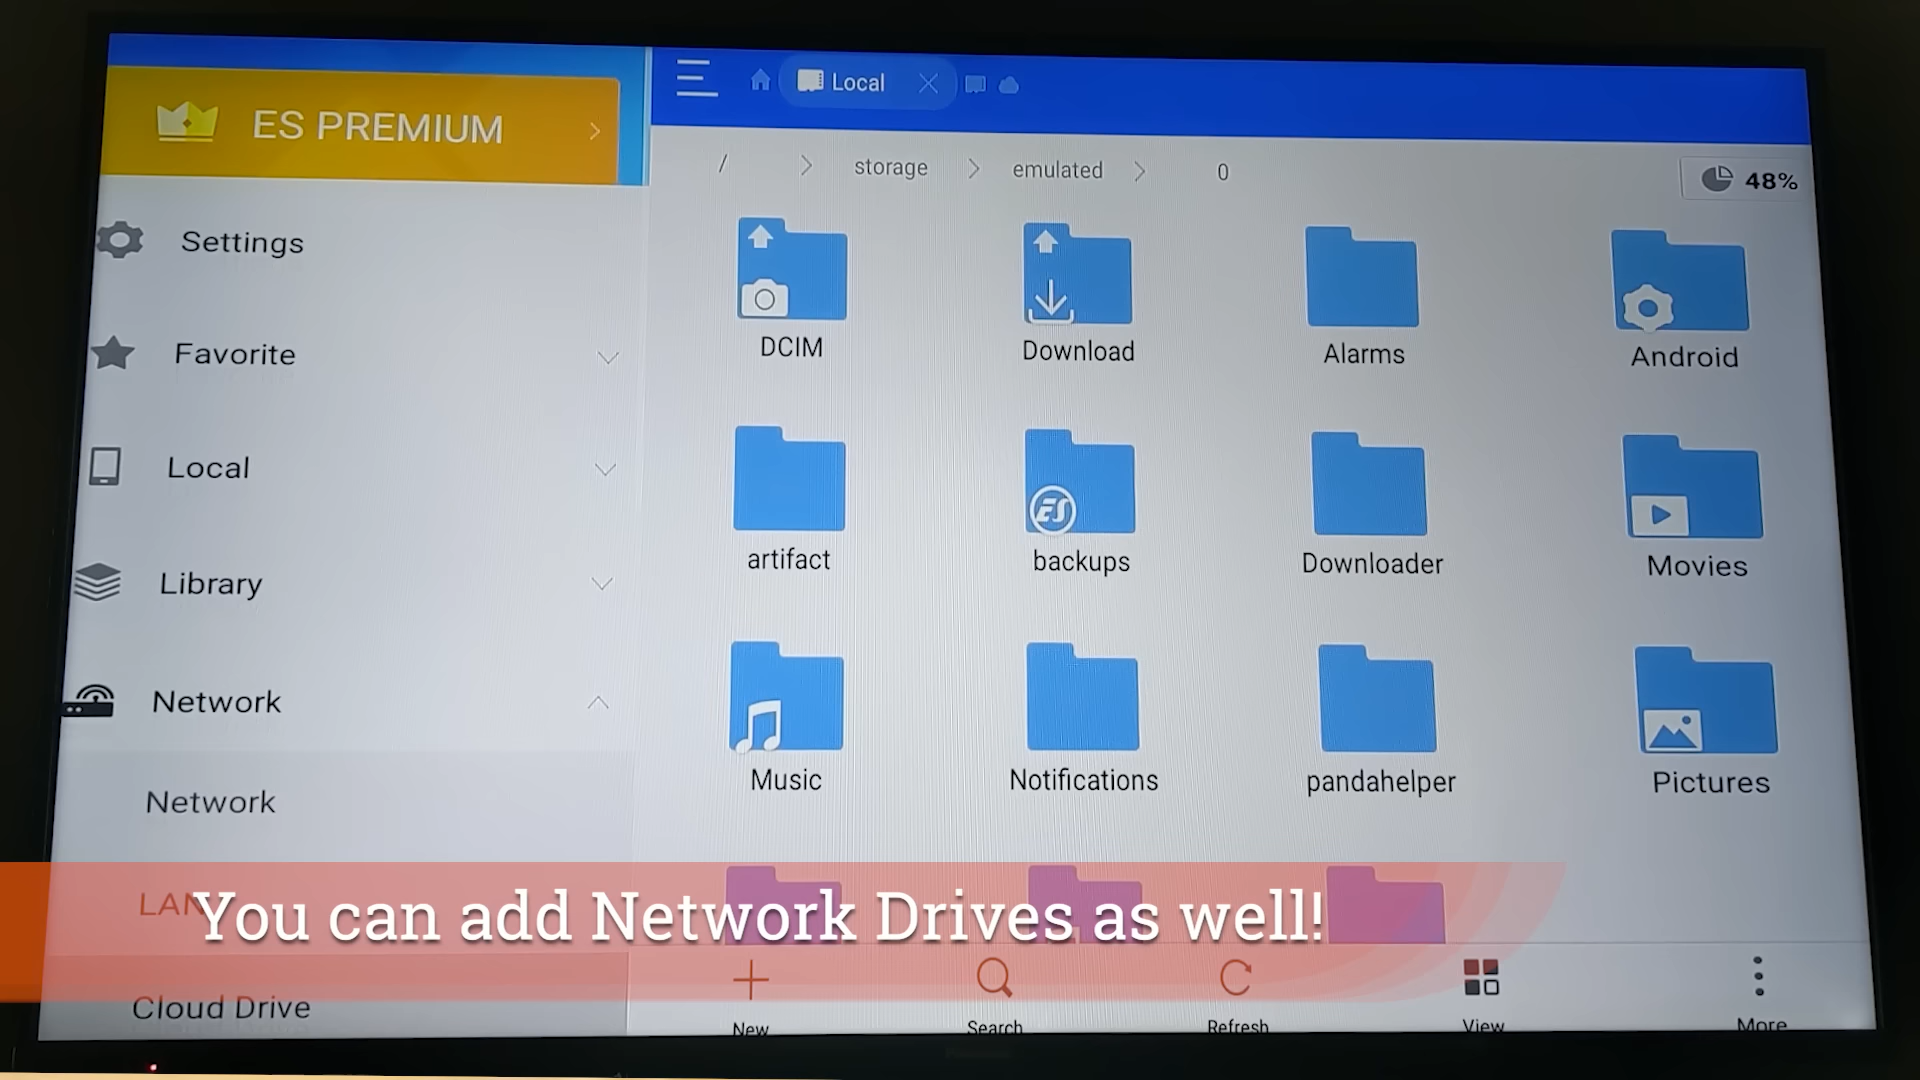 ES PREMIUM
Settings
Favorite
Local
Library
Network
Network
LAN
Cloud Drive
Local
/ storage emulated 0
48%
DCIM
Download
Alarms
Android
artifact
ES
backups
Downloader
Movies
Music
Notifications
pandahelper
Pictures
You can add Network Drives as well!
New
Search
Refresh
View
More